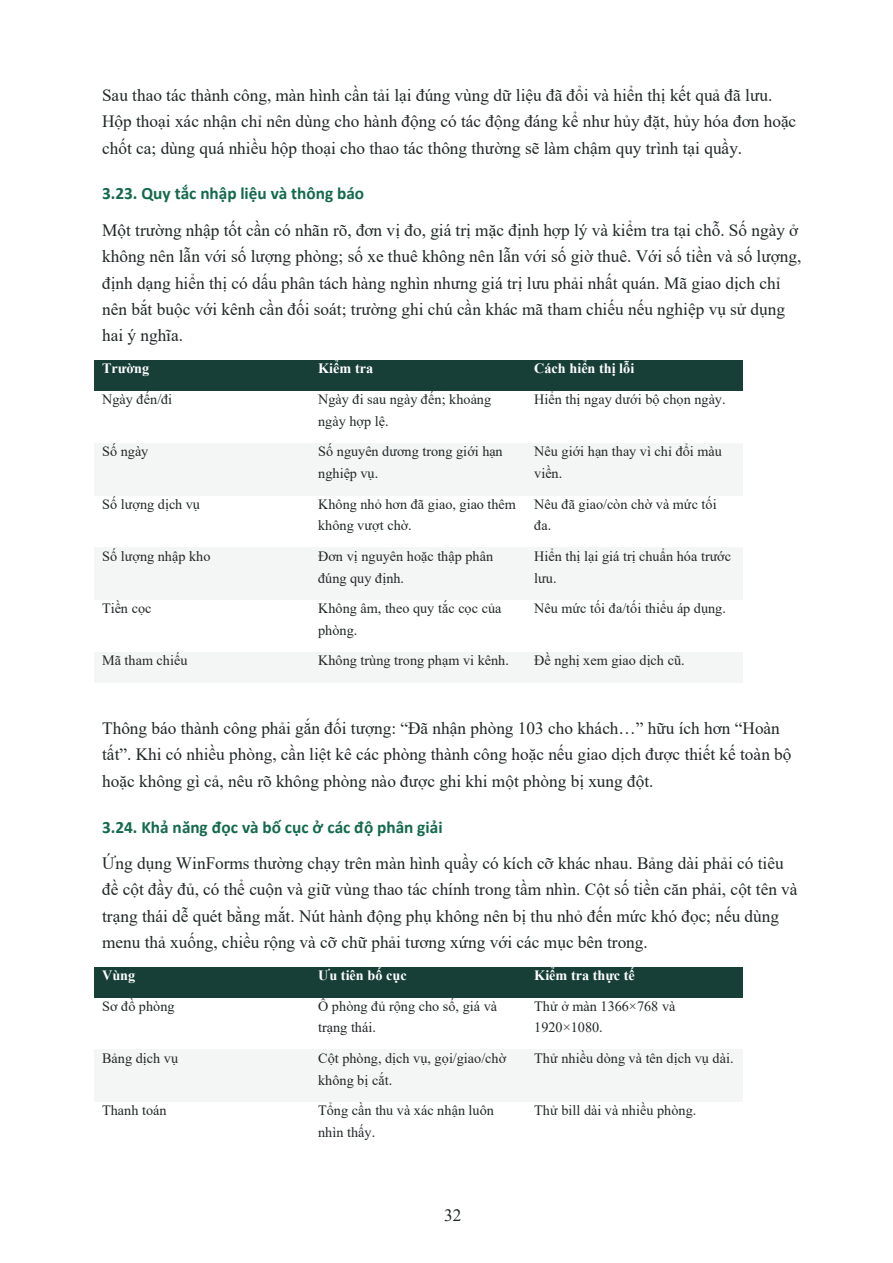 Sau thao tác thành công, màn hình cần tải lại đúng vùng dữ liệu đã đổi và hiển thị kết quả đã lưu.
Hộp thoại xác nhận chỉ nên dùng cho hành động có tác động đáng kể như hủy đặt, hủy hóa đơn hoặc
chốt ca; dùng quá nhiều hộp thoại cho thao tác thông thường sẽ làm chậm quy trình tại quầy.
3.23. Quy tắc nhập liệu và thông báo
Một trường nhập tốt cần có nhãn rõ, đơn vị đo, giá trị mặc định hợp lý và kiểm tra tại chỗ. Số ngày ở
không nên lẫn với số lượng phòng; số xe thuê không nên lẫn với số giờ thuê. Với số tiền và số lượng,
định dạng hiển thị có dấu phân tách hàng nghìn nhưng giá trị lưu phải nhất quán. Mã giao dịch chỉ
nên bắt buộc với kênh cần đối soát; trường ghi chú cần khác mã tham chiếu nếu nghiệp vụ sử dụng
hai ý nghĩa.
Trường Kiểm tra Cách hiển thị lỗi
Ngày đến/đi Ngày đi sau ngày đến; khoảng Hiển thị ngay dưới bộ chọn ngày.
ngày hợp lệ.
Số ngày Số nguyên dương trong giới hạn Nêu giới hạn thay vì chỉ đổi màu
nghiệp vụ. viền.
Số lượng dịch vụ Không nhỏ hơn đã giao, giao thêm Nêu đã giao/còn chờ và mức tối
không vượt chờ. đa.
Số lượng nhập kho Đơn vị nguyên hoặc thập phân Hiển thị lại giá trị chuẩn hóa trước
đúng quy định. lưu.
Tiền cọc Không âm, theo quy tắc cọc của Nêu mức tối đa/tối thiểu áp dụng.
phòng.
Mã tham chiếu Không trùng trong phạm vi kênh. Đề nghị xem giao dịch cũ.
Thông báo thành công phải gắn đối tượng: “Đã nhận phòng 103 cho khách…” hữu ích hơn “Hoàn
tất”. Khi có nhiều phòng, cần liệt kê các phòng thành công hoặc nếu giao dịch được thiết kế toàn bộ
hoặc không gì cả, nêu rõ không phòng nào được ghi khi một phòng bị xung đột.
3.24. Khả năng đọc và bố cục ở các độ phân giải
Ứng dụng WinForms thường chạy trên màn hình quầy có kích cỡ khác nhau. Bảng dài phải có tiêu
đề cột đầy đủ, có thể cuộn và giữ vùng thao tác chính trong tầm nhìn. Cột số tiền căn phải, cột tên và
trạng thái dễ quét bằng mắt. Nút hành động phụ không nên bị thu nhỏ đến mức khó đọc; nếu dùng
menu thả xuống, chiều rộng và cỡ chữ phải tương xứng với các mục bên trong.
Vùng Ưu tiên bố cục Kiểm tra thực tế
Sơ đồ phòng Ô phòng đủ rộng cho số, giá và Thử ở màn 1366×768 và
trạng thái. 1920×1080.
Bảng dịch vụ Cột phòng, dịch vụ, gọi/giao/chờ Thử nhiều dòng và tên dịch vụ dài.
không bị cắt.
Thanh toán Tổng cần thu và xác nhận luôn Thử bill dài và nhiều phòng.
nhìn thấy.
32